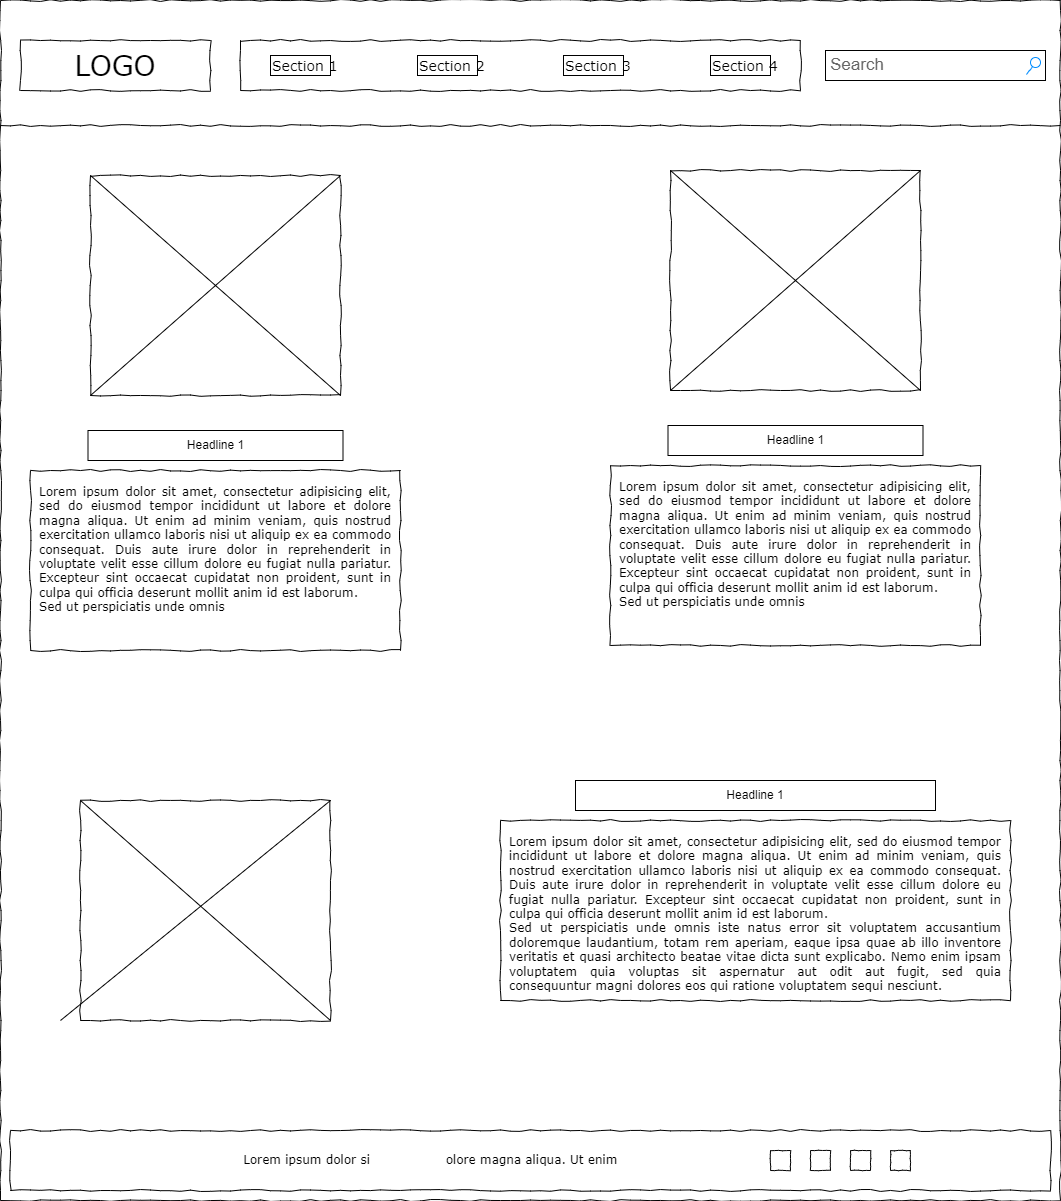 LOGO
Section 1
Section 2
Section 3
Section 4
Search
Headline 1
Lorem ipsum dolor sit amet, consectetur adipisicing elit,
sed do eiusmod tempor incididunt ut labore et dolore
magna aliqua. Ut enim ad minim veniam, quis nostrud
exercitation ullamco laboris nisi ut aliquip ex ea commodo
consequat. Duis aute irure dolor in reprehenderit in
voluptate velit esse cillum dolore eu fugiat nulla pariatur.
Excepteur sint occaecat cupidatat non proident, sunt in
culpa qui officia deserunt mollit anim id est laborum.
Sed ut perspiciatis unde omnis
Headline 1
Lorem ipsum dolor sit amet, consectetur adipisicing elit,
sed do eiusmod tempor incididunt ut labore et dolore
magna aliqua. Ut enim ad minim veniam, quis nostrud
exercitation ullamco laboris nisi ut aliquip ex ea commodo
consequat. Duis aute irure dolor in reprehenderit in
voluptate velit esse cillum dolore eu fugiat nulla pariatur.
Excepteur sint occaecat cupidatat non proident, sunt in
culpa qui officia deserunt mollit anim id est laborum.
Sed ut perspiciatis unde omnis
Headline 1
Lorem ipsum dolor sit amet, consectetur adipisicing elit, sed do eiusmod tempor
incididunt ut labore et dolore magna aliqua. Ut enim ad minim veniam, quis
nostrud exercitation ullamco laboris nisi ut aliquip ex ea commodo consequat.
Duis aute irure dolor in reprehenderit in voluptate velit esse cillum dolore eu
fugiat nulla pariatur. Excepteur sint occaecat cupidatat non proident, sunt in
culpa qui officia deserunt mollit anim id est laborum.
Sed ut perspiciatis unde omnis iste natus error sit voluptatem accusantium
doloremque laudantium, totam rem aperiam, eaque ipsa quae ab illo inventore
veritatis et quasi architecto beatae vitae dicta sunt explicabo. Nemo enim ipsam
voluptatem quia voluptas sit aspernatur aut odit aut fugit, sed quia
consequuntur magni dolores eos qui ratione voluptatem sequi nesciunt.
Lorem ipsum dolor si
olore magna aliqua. Ut enim